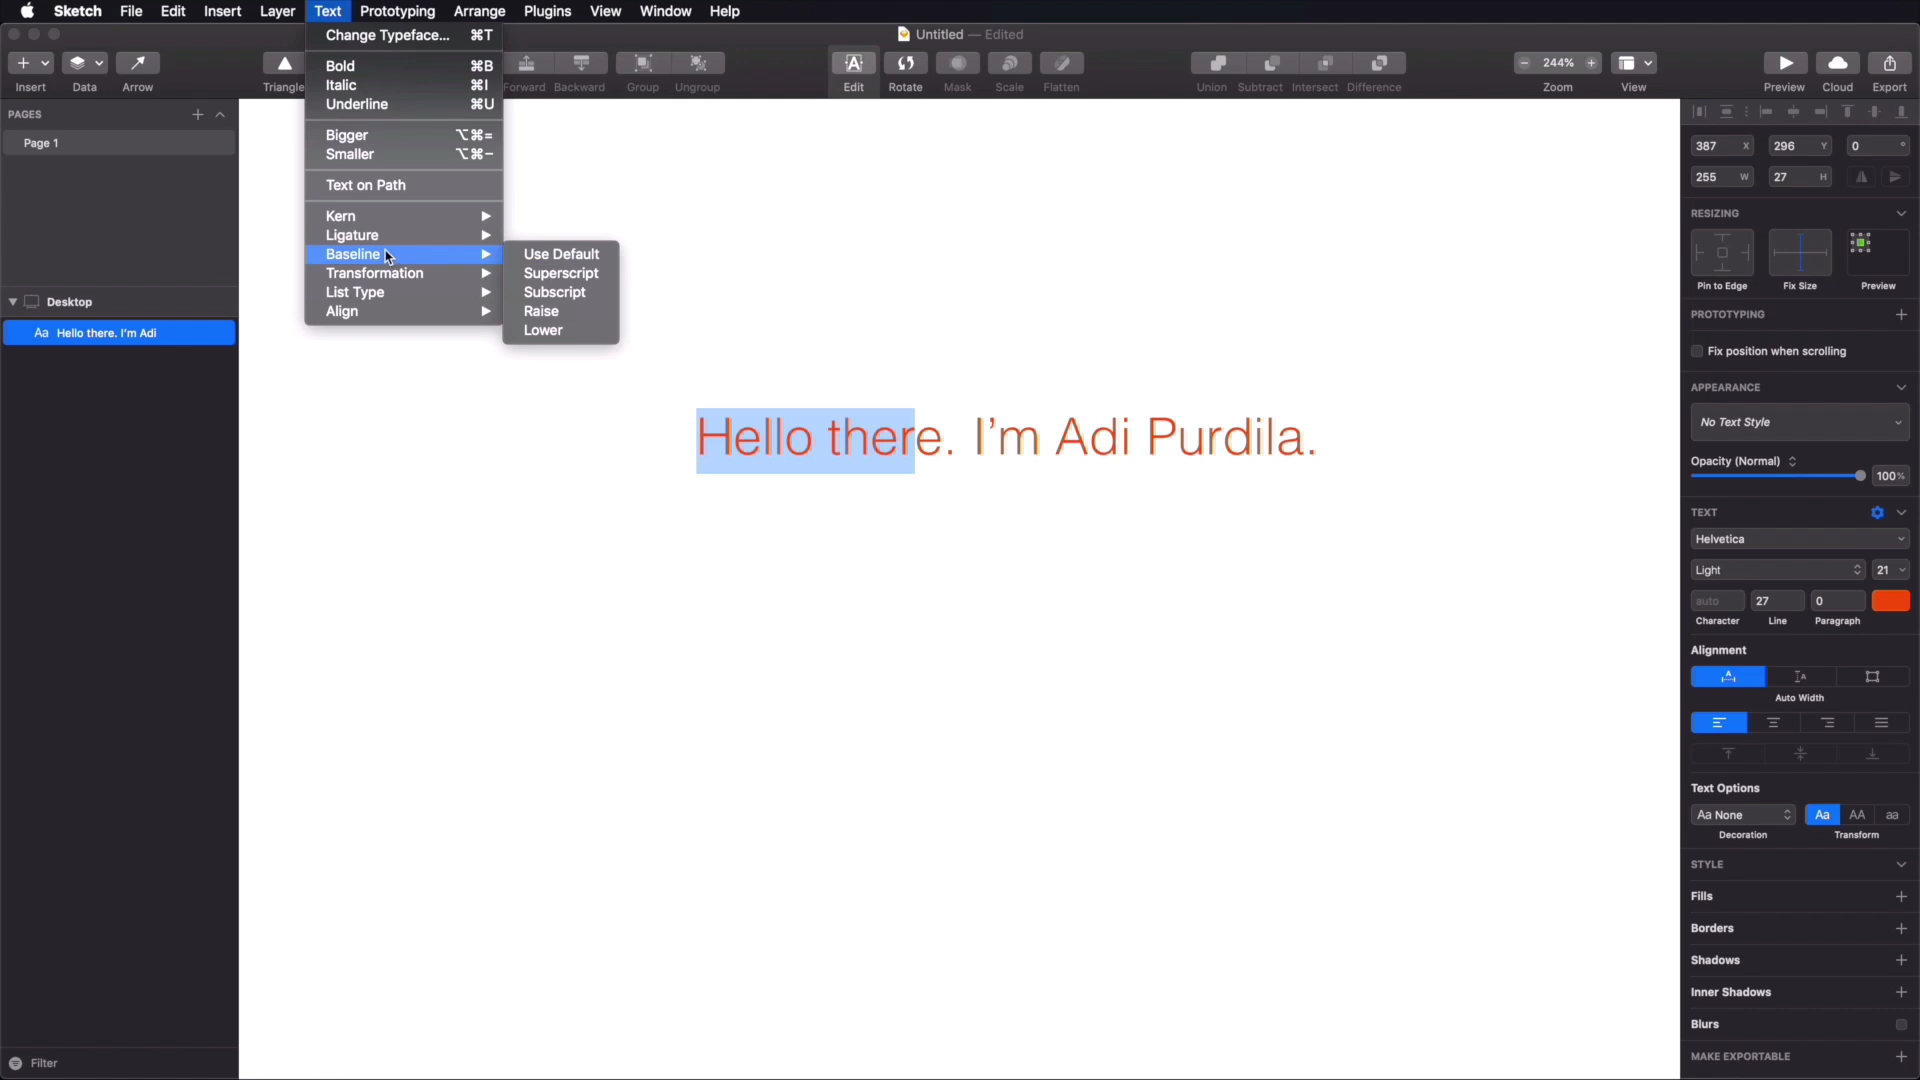 Sketch File Edit Insert Layer Text Prototyping Arrange Plugins View Window Help
Untitled — Edited
244%
Insert Data Arrow Triangle Forward Backward Group Ungroup Edit Rotate Mask Scale Flatten Union Subtract Intersect Difference Zoom View Preview Cloud Export
Change Typeface... ⌘T
Bold ⌘B
Italic ⌘I
Underline ⌘U
Bigger ⌥⌘=
Smaller ⌥⌘−
Text on Path
Kern
Ligature
Baseline
Transformation
List Type
Align
Use Default
Superscript
Subscript
Raise
Lower
PAGES
Page 1
Desktop
Aa Hello there. I’m Adi
Filter
Hello there. I’m Adi Purdila.
387 X 296 Y 0 °
255 W 27 H
RESIZING
Pin to Edge Fix Size Preview
PROTOTYPING
Fix position when scrolling
APPEARANCE
No Text Style
Opacity (Normal)
100%
TEXT
Helvetica
Light 21
auto 27 0
Character Line Paragraph
Alignment
A A
Auto Width
Text Options
Aa None Aa AA aa
Decoration Transform
STYLE
Fills
Borders
Shadows
Inner Shadows
Blurs
MAKE EXPORTABLE